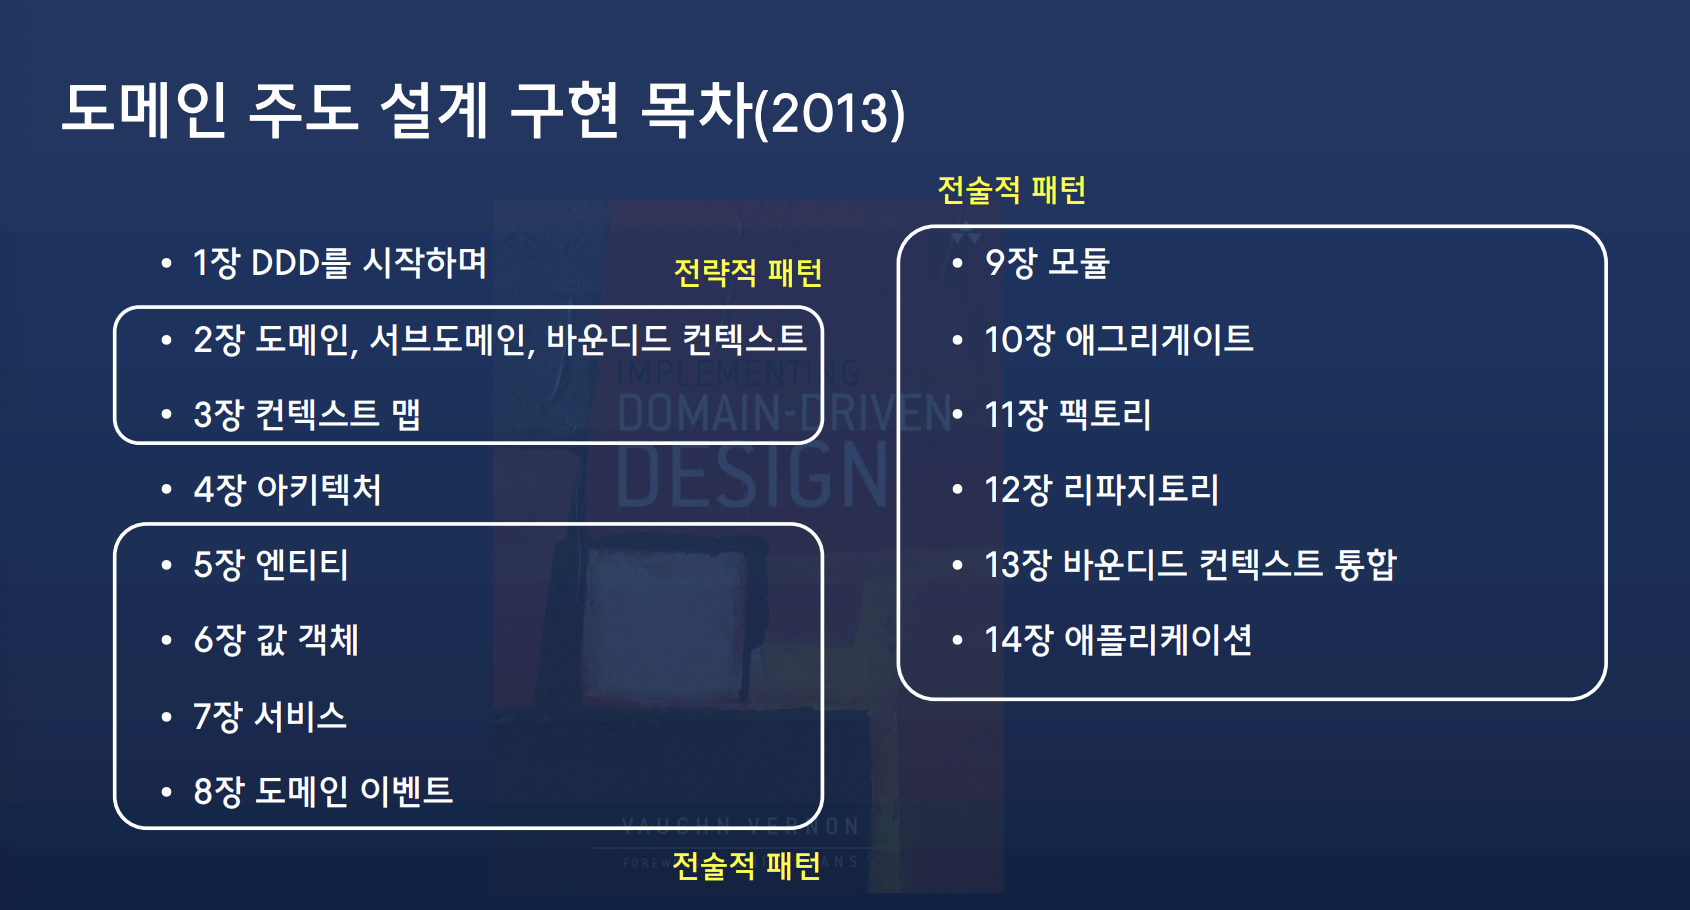 도메인 주도 설계 구현 목차(2013)
• 1장 DDD를 시작하며
전략적 패턴
• 2장 도메인, 서브도메인, 바운디드 컨텍스트
• 3장 컨텍스트 맵
• 4장 아키텍처
• 5장 엔티티
• 6장 값 객체
• 7장 서비스
• 8장 도메인 이벤트
전술적 패턴
전술적 패턴
• 9장 모듈
• 10장 애그리게이트
• 11장 팩토리
• 12장 리파지토리
• 13장 바운디드 컨텍스트 통합
• 14장 애플리케이션
IMPLEMENTING
DOMAIN-DRIVEN
DESIGN
VAUGHN VERNON